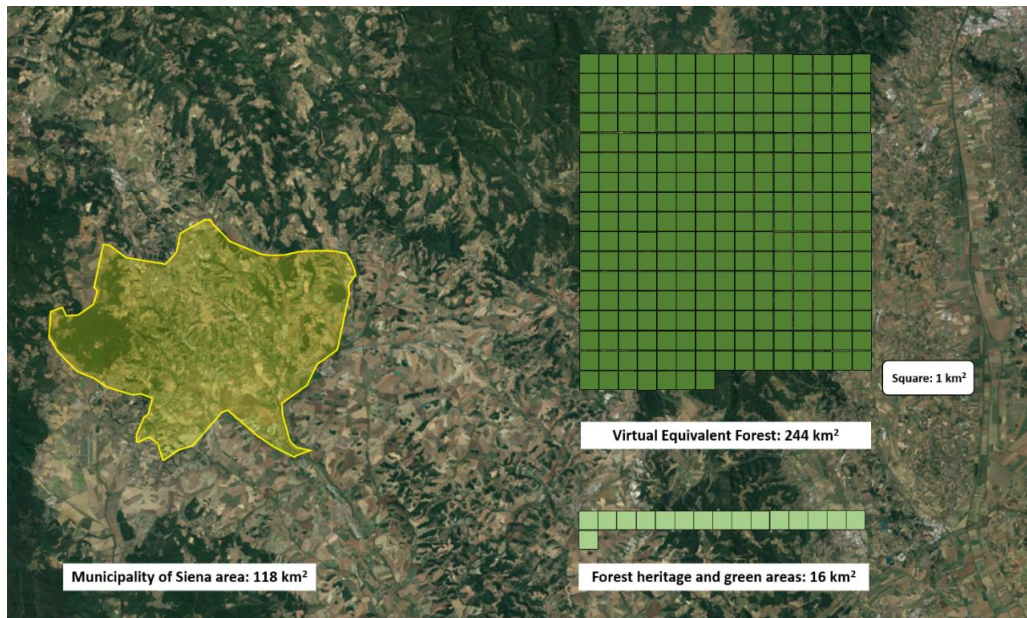 Square: 1 km²
Virtual Equivalent Forest: 244 km²
Municipality of Siena area: 118 km²
Forest heritage and green areas: 16 km²